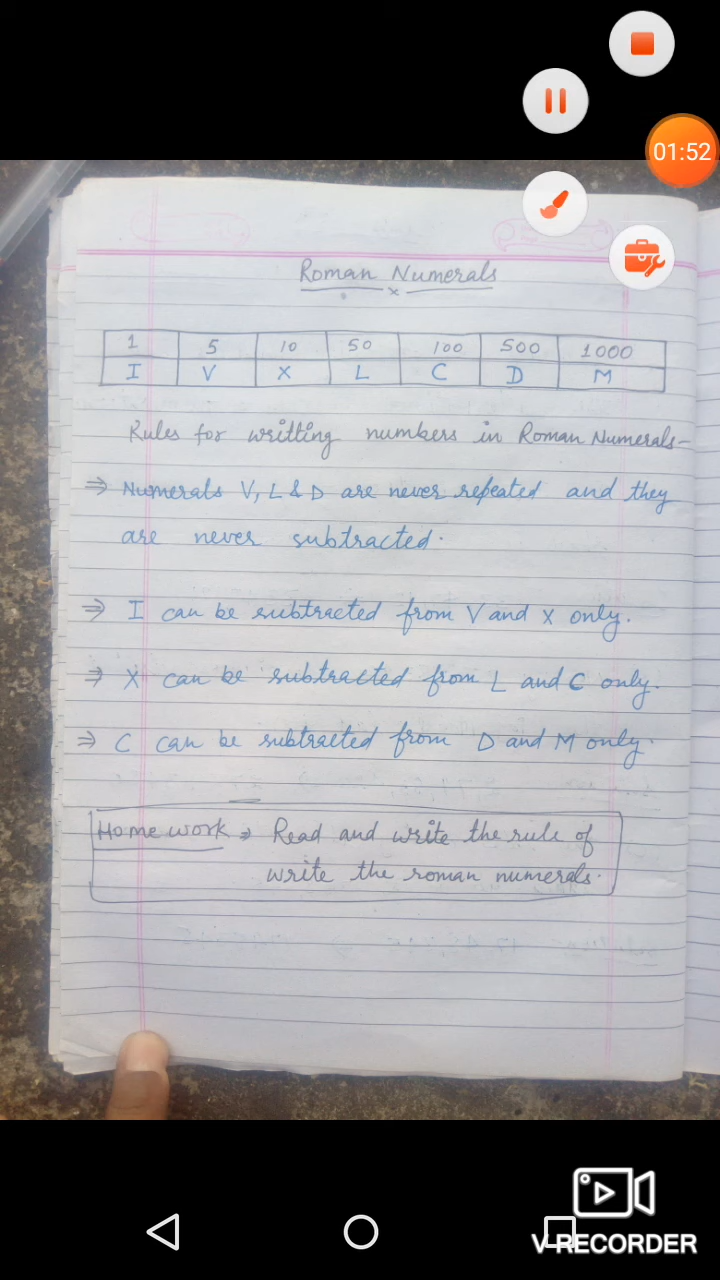 01:52
Roman Numerals
x
1 5 10 50 100 500 1000
I V X L C D M
Rules for writting numbers in Roman Numerals-
⇒ Numerals V, L & D are never repeated and they
are never subtracted.
⇒ I can be subtracted from V and X only.
⇒ X can be subtracted from L and C only.
⇒ C can be subtracted from D and M only.
Home work → Read and write the rule of
write the roman numerals.
V RECORDER